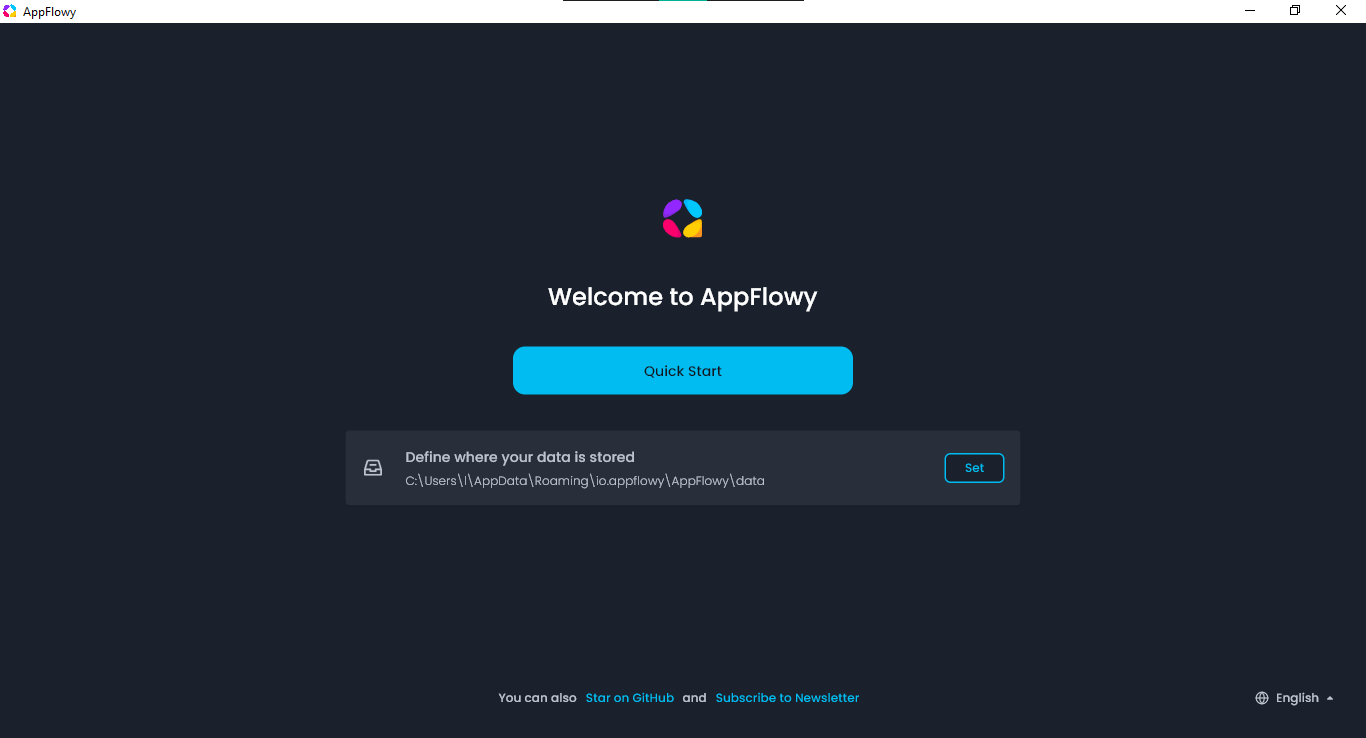 AppFlowy
Welcome to AppFlowy
Quick Start
Define where your data is stored
C:\Users\I\AppData\Roaming\io.appflowy\AppFlowy\data
Set
You can also Star on GitHub and Subscribe to Newsletter
English